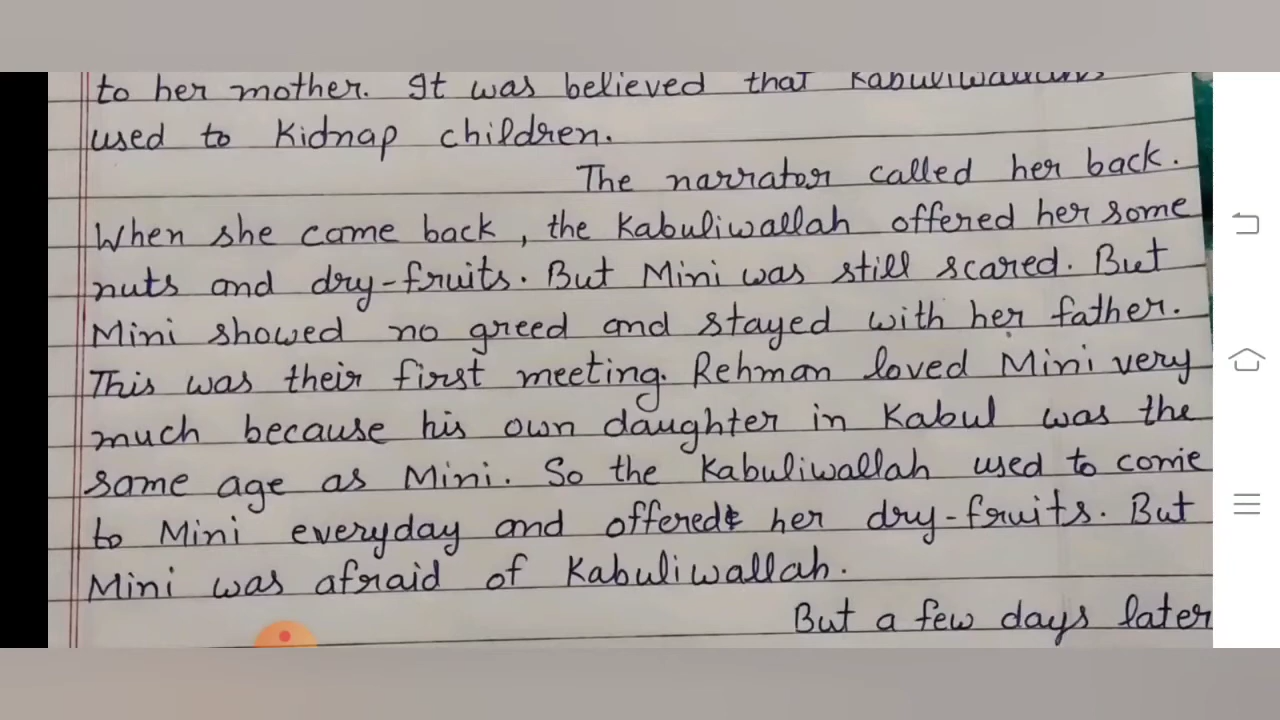 to her mother. It was believed that Kabuliwallahs
used to Kidnap children.
The narrator called her back.
When she came back, the Kabuliwallah offered her some
nuts and dry-fruits. But Mini was still scared. But
Mini showed no greed and stayed with her father.
This was their first meeting. Rehman loved Mini very
much because his own daughter in Kabul was the
same age as Mini. So the Kabuliwallah used to come
to Mini everyday and offered her dry-fruits. But
Mini was afraid of Kabuliwallah.
But a few days later